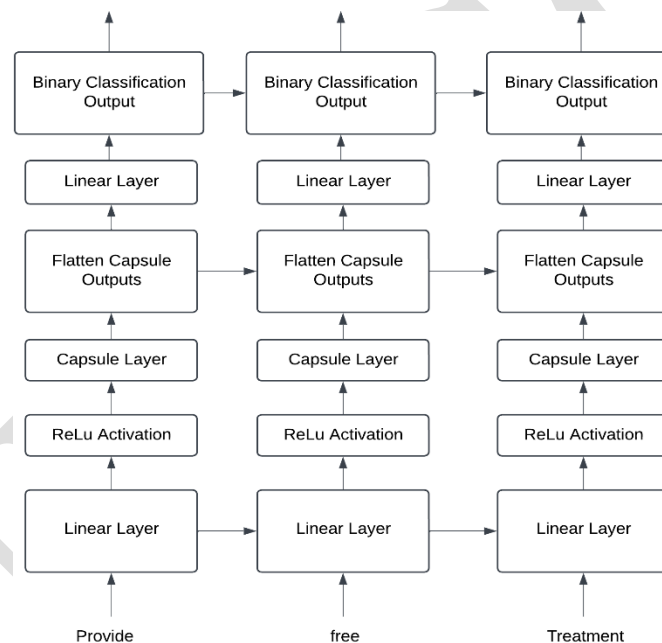 Binary Classification
Output
Binary Classification
Output
Binary Classification
Output
Linear Layer
Linear Layer
Linear Layer
Flatten Capsule
Outputs
Flatten Capsule
Outputs
Flatten Capsule
Outputs
Capsule Layer
Capsule Layer
Capsule Layer
ReLu Activation
ReLu Activation
ReLu Activation
Linear Layer
Linear Layer
Linear Layer
Provide
free
Treatment